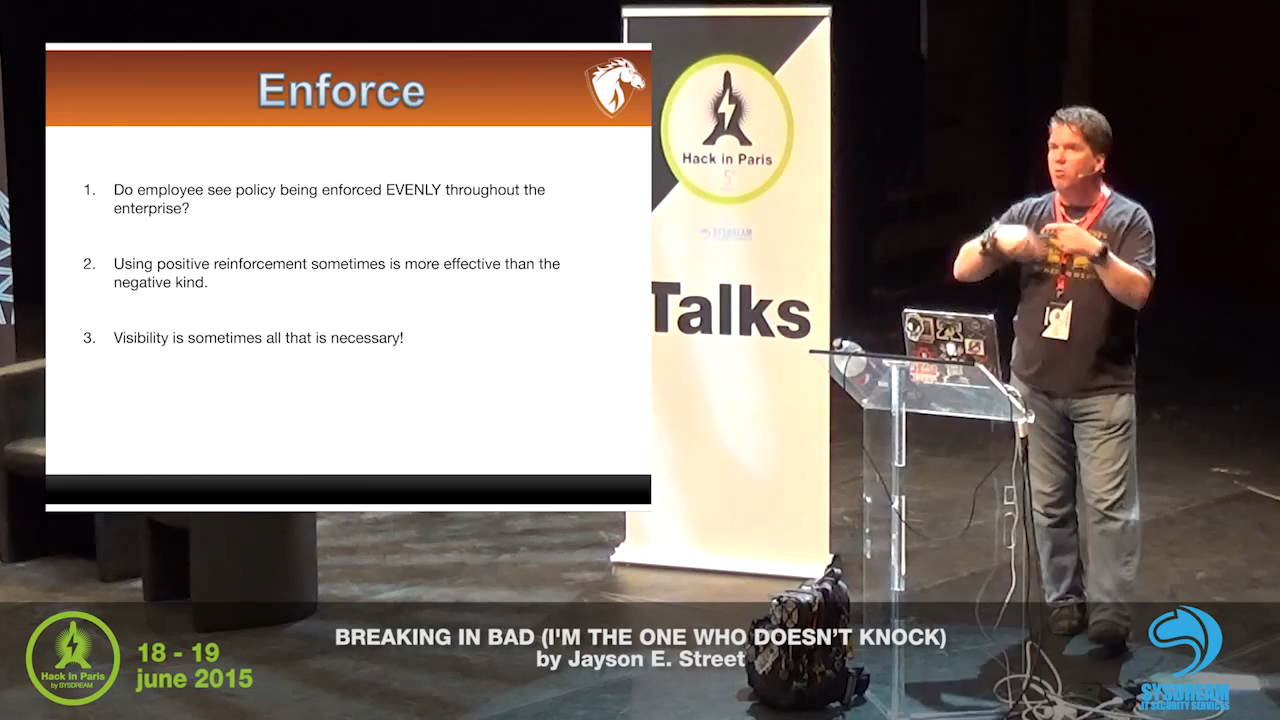 Enforce
1. Do employee see policy being enforced EVENLY throughout the
enterprise?
2. Using positive reinforcement sometimes is more effective than the
negative kind.
3. Visibility is sometimes all that is necessary!
Hack in Paris
SYSDREAM
Talks
BREAKING IN BAD (I'M THE ONE WHO DOESN'T KNOCK)
by Jayson E. Street
Hack in Paris
by SYSDREAM
18 - 19
june 2015
SYSDREAM
IT SECURITY SERVICES